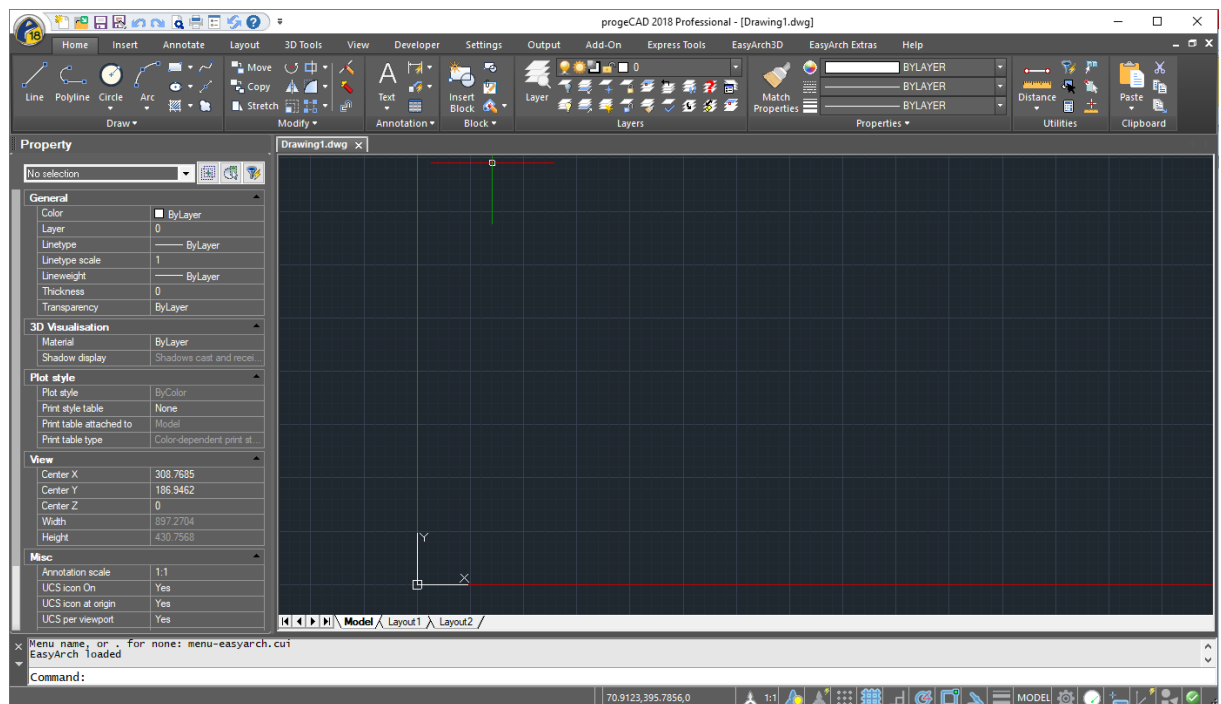 progeCAD 2018 Professional - [Drawing1.dwg]
18
Home Insert Annotate Layout 3D Tools View Developer Settings Output Add-On Express Tools EasyArch3D EasyArch Extras Help
Line Polyline Circle Arc
Move
Copy
Stretch
Text
Insert Block
Layer
0
Match Properties
BYLAYER
BYLAYER
BYLAYER
Distance
Paste
Draw Modify Annotation Block Layers Properties Utilities Clipboard
Property
Drawing1.dwg x
No selection
General
Color ByLayer
Layer 0
Linetype ByLayer
Linetype scale 1
Lineweight ByLayer
Thickness 0
Transparency ByLayer
3D Visualisation
Material ByLayer
Shadow display Shadows cast and recei...
Plot style
Plot style ByColor
Print style table None
Print table attached to Model
Print table type Color-dependent print st...
View
Center X 308.7685
Center Y 186.9462
Center Z 0
Width 897.2704
Height 430.7568
Misc
Annotation scale 1:1
UCS icon On Yes
UCS icon at origin Yes
UCS per viewport Yes
Y
X
Model Layout1 Layout2
Menu name, or . for none: menu-easyarch.cui
EasyArch loaded
Command:
70.9123,395.7856,0 1:1 MODEL